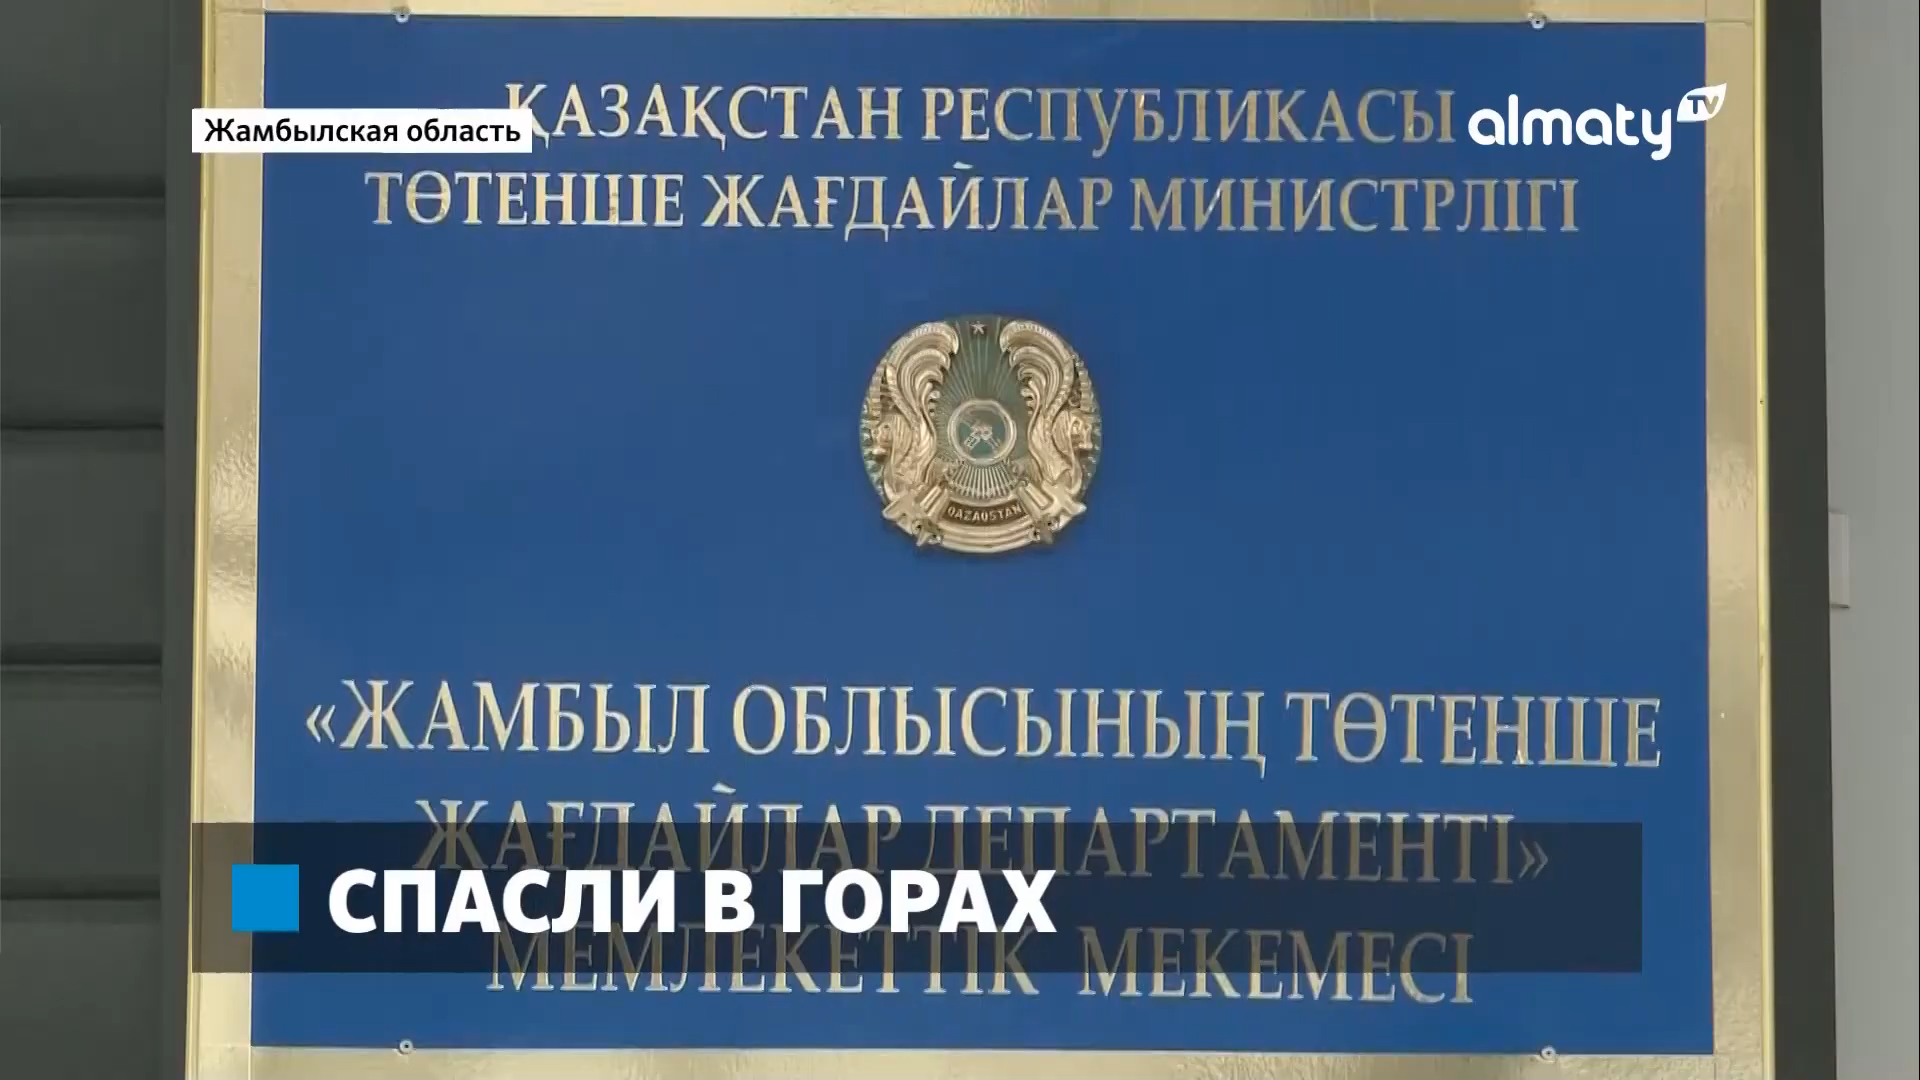 ҚАЗАҚСТАН РЕСПУБЛИКАСЫ
Жамбылская область
almaty TV
ТӨТЕНШЕ ЖАҒДАЙЛАР МИНИСТРЛІГІ
QAZAQSTAN
«ЖАМБЫЛ ОБЛЫСЫНЫҢ ТӨТЕНШЕ
ЖАҒДАЙЛАР ДЕПАРТАМЕНТІ»
СПАСЛИ В ГОРАХ
МЕМЛЕКЕТТІК МЕКЕМЕСІ